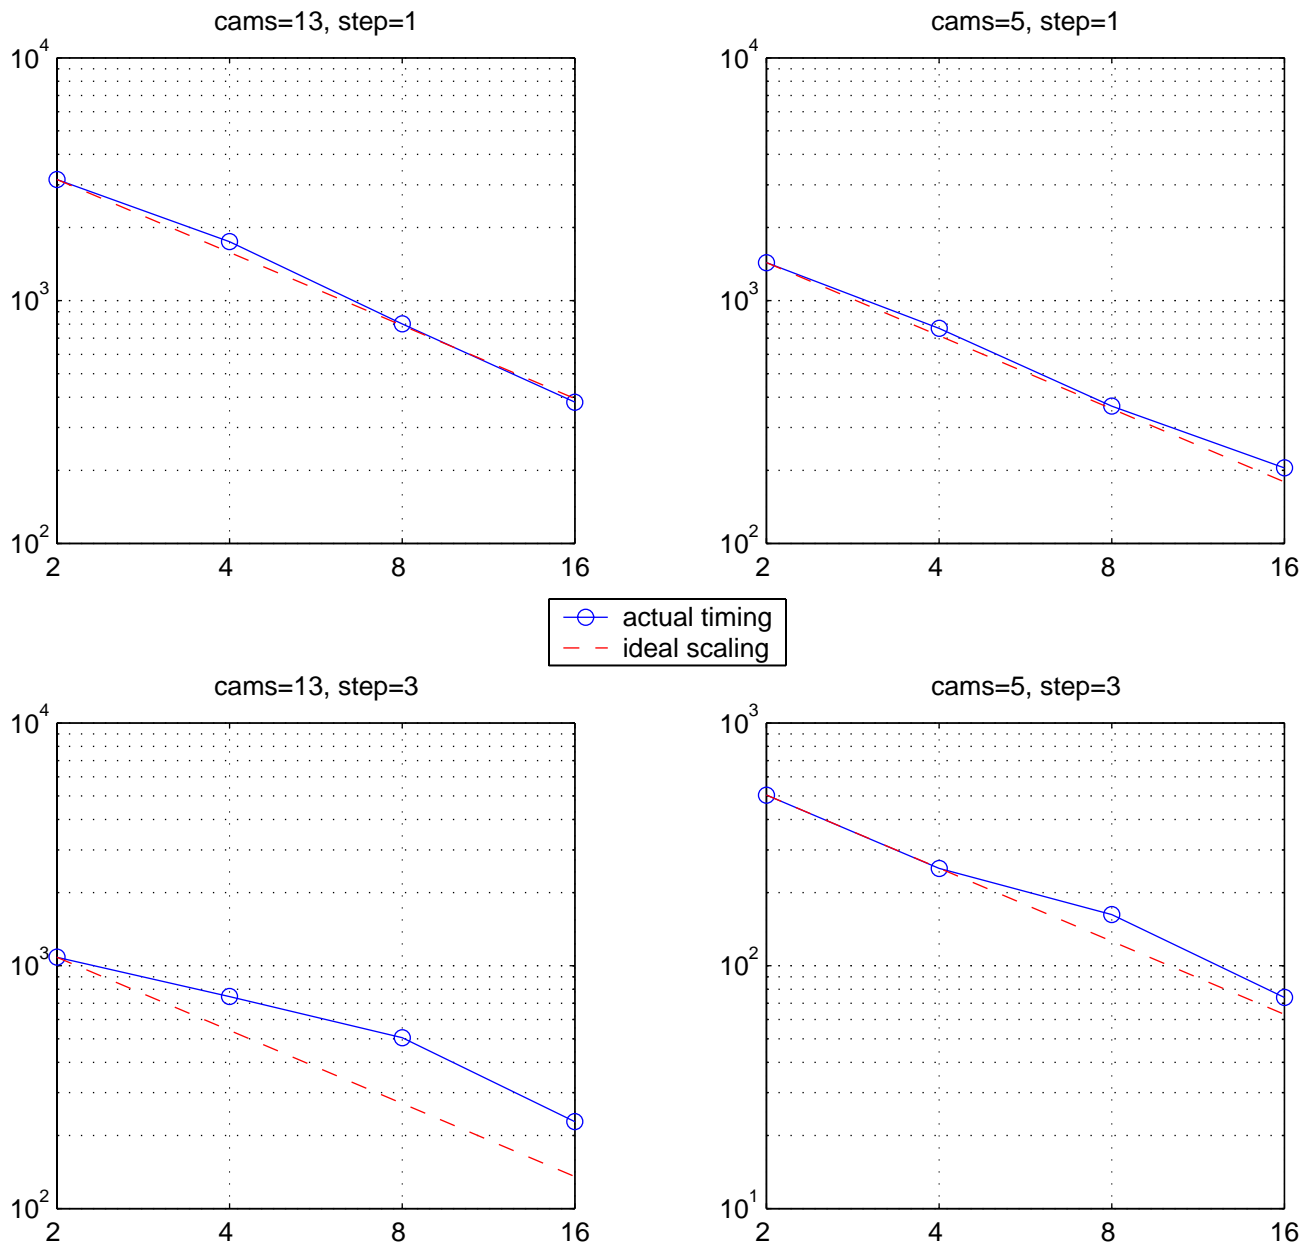 cams=13, step=1
10^4
10^3
10^2
2 4 8 16
cams=5, step=1
10^4
10^3
10^2
2 4 8 16
actual timing
ideal scaling
cams=13, step=3
10^4
10^3
10^2
2 4 8 16
cams=5, step=3
10^3
10^2
10^1
2 4 8 16